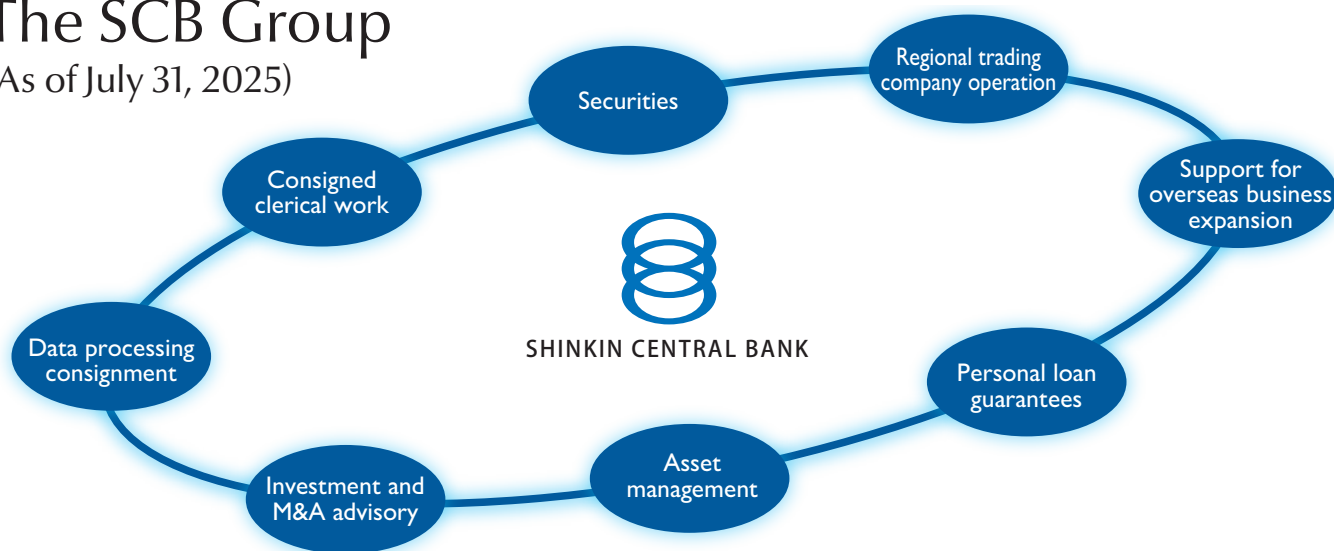 The SCB Group
(As of July 31, 2025)
Securities
Regional trading
company operation
Consigned
clerical work
Support for
overseas business
expansion
SHINKIN CENTRAL BANK
Data processing
consignment
Personal loan
guarantees
Asset
management
Investment and
M&A advisory